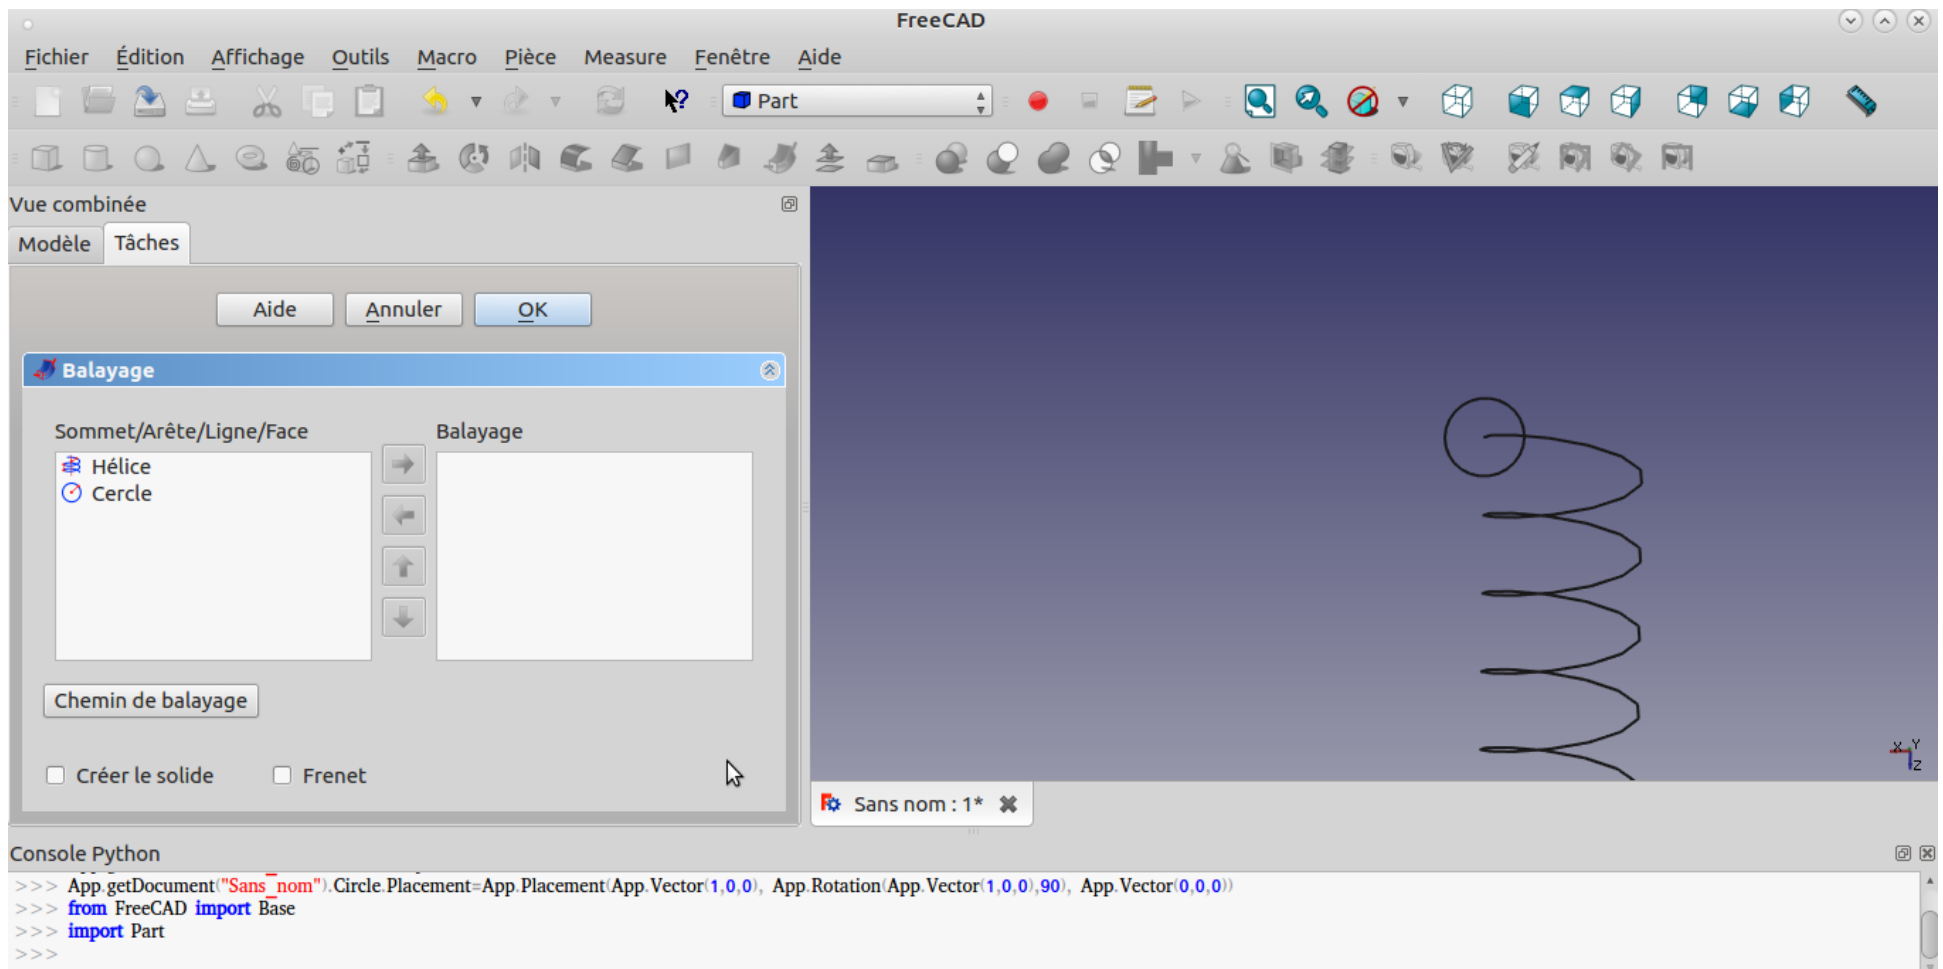 FreeCAD
Fichier Édition Affichage Outils Macro Pièce Measure Fenêtre Aide
Part
Vue combinée
Modèle Tâches
Aide Annuler OK
Balayage
Sommet/Arête/Ligne/Face Balayage
Hélice
Cercle
Chemin de balayage
Créer le solide Frenet
X Y
Z
Sans nom : 1*
Console Python
>>> App.getDocument("Sans_nom").Circle.Placement=App.Placement(App.Vector(1,0,0), App.Rotation(App.Vector(1,0,0),90), App.Vector(0,0,0))
>>> from FreeCAD import Base
>>> import Part
>>>